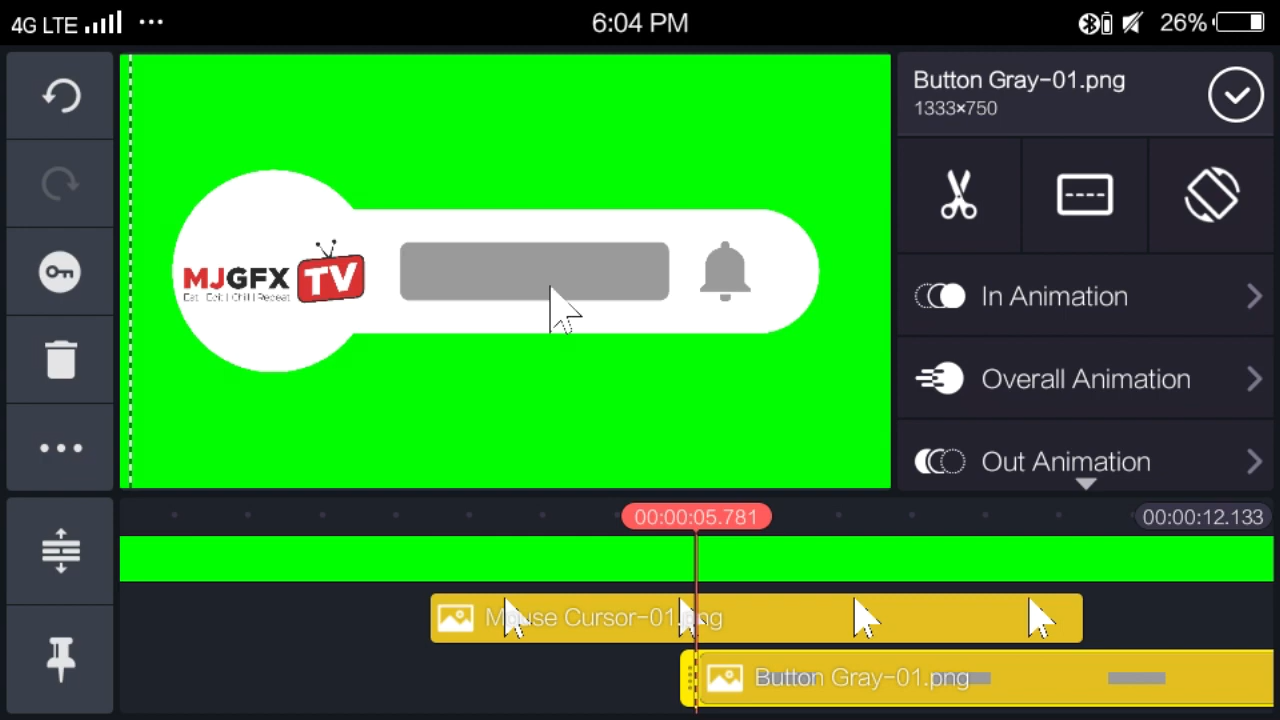 4G LTE
6:04 PM
26%
MJGFX TV
Eat | Edit | Chill | Repeat
Button Gray-01.png
1333×750
In Animation
Overall Animation
Out Animation
00:00:05.781
00:00:12.133
Mouse Cursor-01.png
Button Gray-01.png